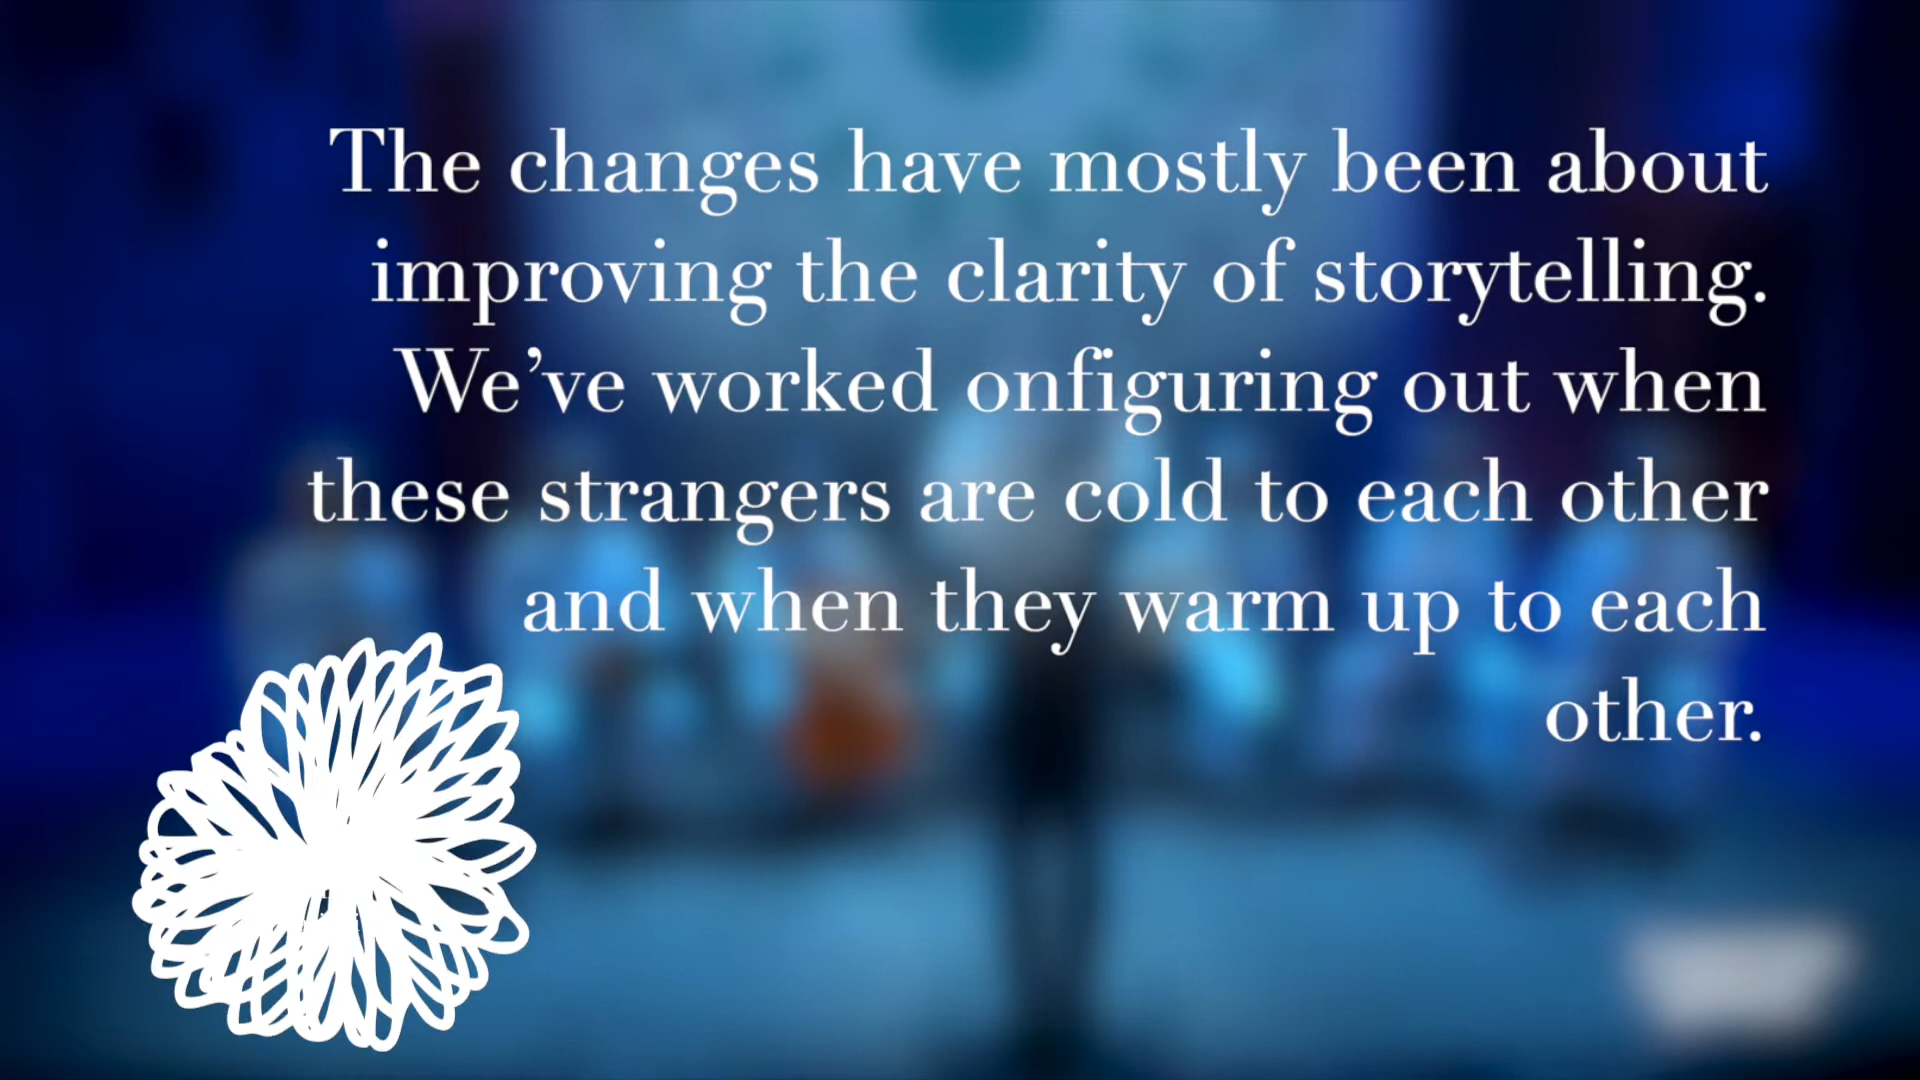 The changes have mostly been about
improving the clarity of storytelling.
We’ve worked onfiguring out when
these strangers are cold to each other
and when they warm up to each
other.